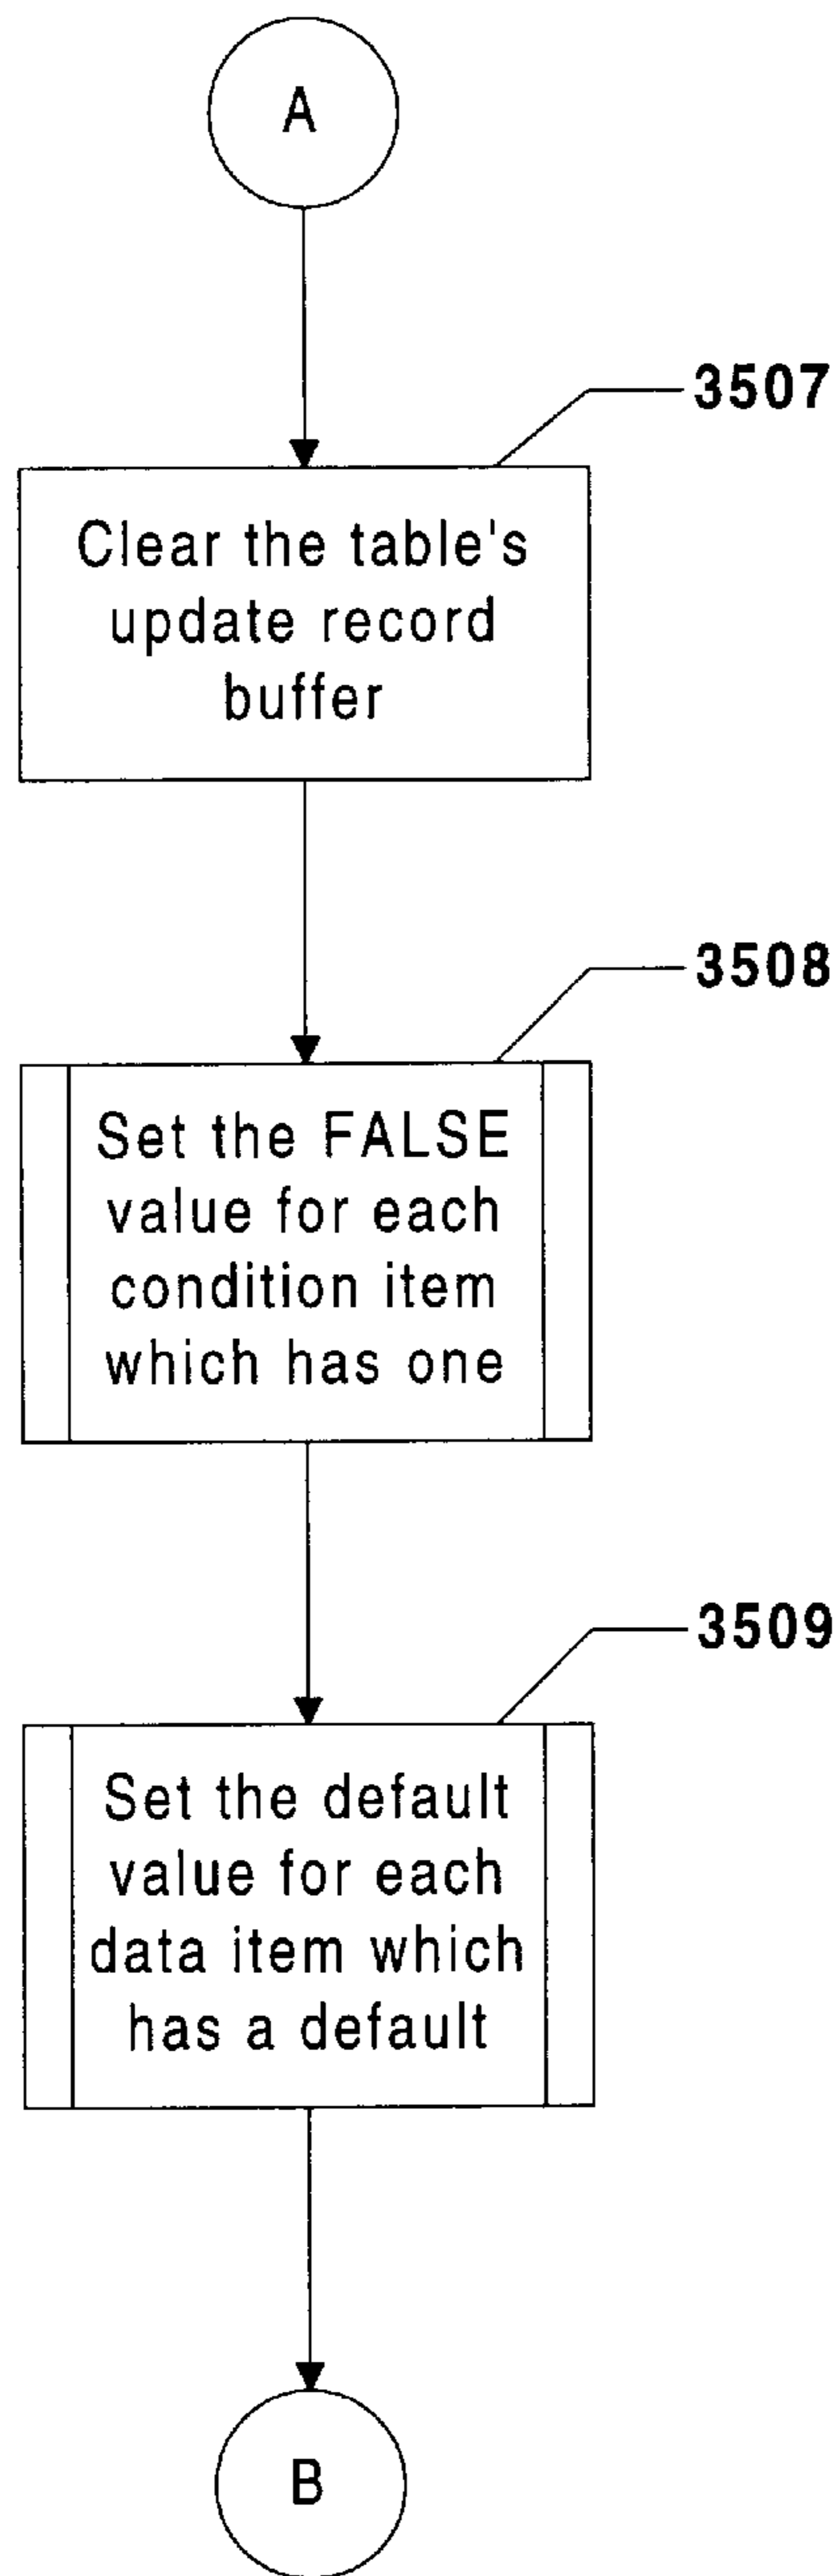 A
3507
Clear the table's
update record
buffer
3508
Set the FALSE
value for each
condition item
which has one
3509
Set the default
value for each
data item which
has a default
B